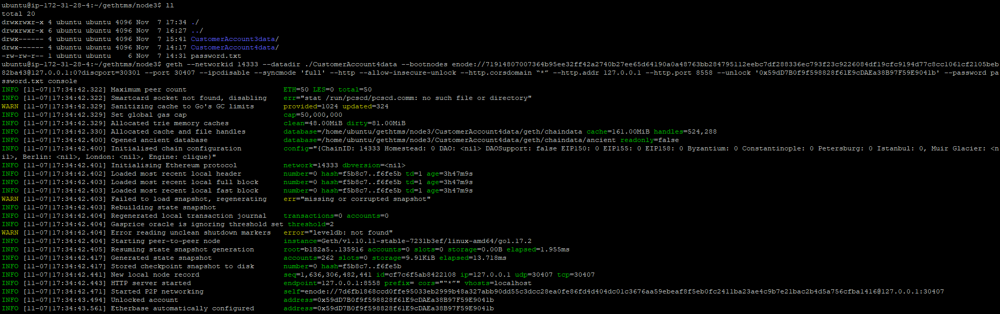 ubuntu@ip-172-31-28-4:~/gethtms/node3$ ll
total 20
drwxrwxr-x 4 ubuntu ubuntu 4096 Nov  7 17:34 ./
drwxrwxr-x 6 ubuntu ubuntu 4096 Nov  7 16:27 ../
drwx------ 4 ubuntu ubuntu 4096 Nov  7 15:41 CustomerAccount3data/
drwx------ 4 ubuntu ubuntu 4096 Nov  7 14:17 CustomerAccount4data/
-rw-rw-r-- 1 ubuntu ubuntu    6 Nov  7 14:31 password.txt
ubuntu@ip-172-31-28-4:~/gethtms/node3$ geth --networkid 14333 --datadir ./CustomerAccount4data --bootnodes enode://71914807007364b95ee32ff42a2740b27ee65d64190a0a48763bb284795112eebc7df288336ec793f23c9226084df19cfc9194d77c8cc1061cf2105beb
82ba43@127.0.0.1:0?discport=30301 --port 30407 --ipcdisable --syncmode 'full' --http --allow-insecure-unlock --http.corsdomain “*” --http.addr 127.0.0.1 --http.port 8558 --unlock '0x59dD7B0f9f598828f61E9cDAEa38B97F59E9041b' --password pa
ssword.txt console
INFO [11-07|17:34:42.322] Maximum peer count                       ETH=50 LES=0 total=50
INFO [11-07|17:34:42.322] Smartcard socket not found, disabling    err="stat /run/pcscd/pcscd.comm: no such file or directory"
WARN [11-07|17:34:42.329] Sanitizing cache to Go's GC limits       provided=1024 updated=324
INFO [11-07|17:34:42.329] Set global gas cap                       cap=50,000,000
INFO [11-07|17:34:42.329] Allocated trie memory caches             clean=48.00MiB dirty=81.00MiB
INFO [11-07|17:34:42.330] Allocated cache and file handles         database=/home/ubuntu/gethtms/node3/CustomerAccount4data/geth/chaindata cache=161.00MiB handles=524,288
INFO [11-07|17:34:42.400] Opened ancient database                  database=/home/ubuntu/gethtms/node3/CustomerAccount4data/geth/chaindata/ancient readonly=false
INFO [11-07|17:34:42.400] Initialised chain configuration          config="{ChainID: 14333 Homestead: 0 DAO: <nil> DAOSupport: false EIP150: 0 EIP155: 0 EIP158: 0 Byzantium: 0 Constantinople: 0 Petersburg: 0 Istanbul: 0, Muir Glacier: <n
il>, Berlin: <nil>, London: <nil>, Engine: clique}"
INFO [11-07|17:34:42.401] Initialising Ethereum protocol           network=14333 dbversion=<nil>
INFO [11-07|17:34:42.402] Loaded most recent local header          number=0 hash=f5b8c7..f6fe5b td=1 age=3h47m9s
INFO [11-07|17:34:42.403] Loaded most recent local full block      number=0 hash=f5b8c7..f6fe5b td=1 age=3h47m9s
INFO [11-07|17:34:42.403] Loaded most recent local fast block      number=0 hash=f5b8c7..f6fe5b td=1 age=3h47m9s
WARN [11-07|17:34:42.403] Failed to load snapshot, regenerating    err="missing or corrupted snapshot"
INFO [11-07|17:34:42.403] Rebuilding state snapshot
INFO [11-07|17:34:42.404] Regenerated local transaction journal    transactions=0 accounts=0
INFO [11-07|17:34:42.404] Gasprice oracle is ignoring threshold set threshold=2
WARN [11-07|17:34:42.404] Error reading unclean shutdown markers   error="leveldb: not found"
INFO [11-07|17:34:42.404] Starting peer-to-peer node               instance=Geth/v1.10.11-stable-7231b3ef/linux-amd64/go1.17.2
INFO [11-07|17:34:42.405] Resuming state snapshot generation       root=b182a5..135916 accounts=0 slots=0 storage=0.00B elapsed=1.955ms
INFO [11-07|17:34:42.417] Generated state snapshot                 accounts=262 slots=0 storage=9.91KiB elapsed=13.718ms
INFO [11-07|17:34:42.417] Stored checkpoint snapshot to disk       number=0 hash=f5b8c7..f6fe5b
INFO [11-07|17:34:42.441] New local node record                    seq=1,636,306,482,441 id=cf7c6f5ab8422108 ip=127.0.0.1 udp=30407 tcp=30407
INFO [11-07|17:34:42.443] HTTP server started                      endpoint=127.0.0.1:8558 prefix= cors="“*”" vhosts=localhost
INFO [11-07|17:34:42.471] Started P2P networking                   self=enode://7d6fb1868ccd0ffe95033eb2999b48a327abb90dd55c3dcc28ea0fe86fd4d404dc01c3676aa59ebeaf8f5eb0fc2411ba23ae4c9b7e21bac2b4d5a756cfba1416@127.0.0.1:30407
INFO [11-07|17:34:43.494] Unlocked account                         address=0x59dD7B0f9f598828f61E9cDAEa38B97F59E9041b
INFO [11-07|17:34:43.561] Etherbase automatically configured       address=0x59dD7B0f9f598828f61E9cDAEa38B97F59E9041b